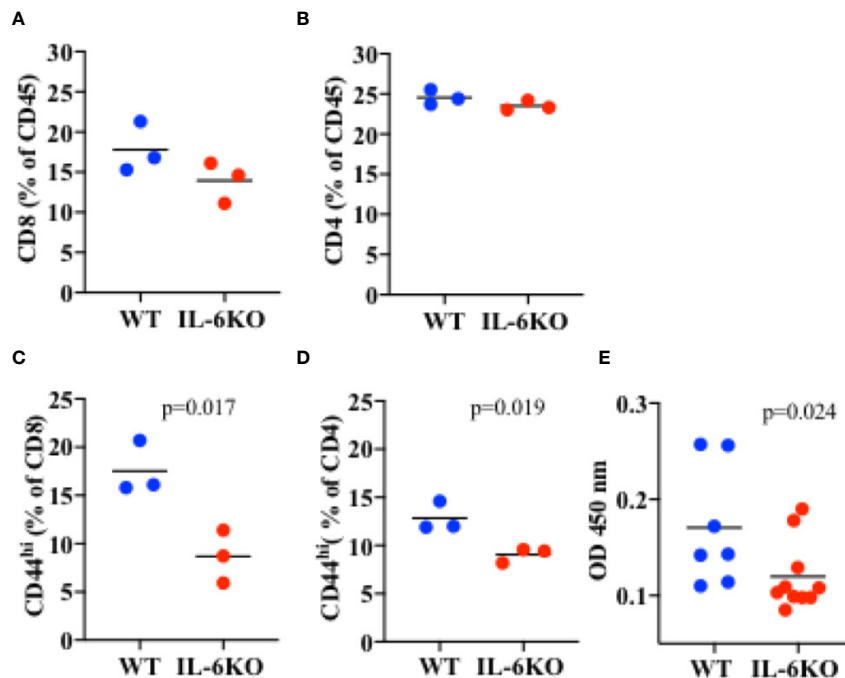 A
B
CD8 (% of CD45)
30
25
20
15
10
5
0
WT IL-6KO
CD4 (% of CD45)
30
25
20
15
10
5
0
WT IL-6KO
C
D
E
CD44hi (% of CD8)
25
20
15
10
5
0
p=0.017
WT IL-6KO
CD44hi( % of CD4)
25
20
15
10
5
0
p=0.019
WT IL-6KO
OD 450 nm
0.3
0.2
0.1
p=0.024
WT IL-6KO